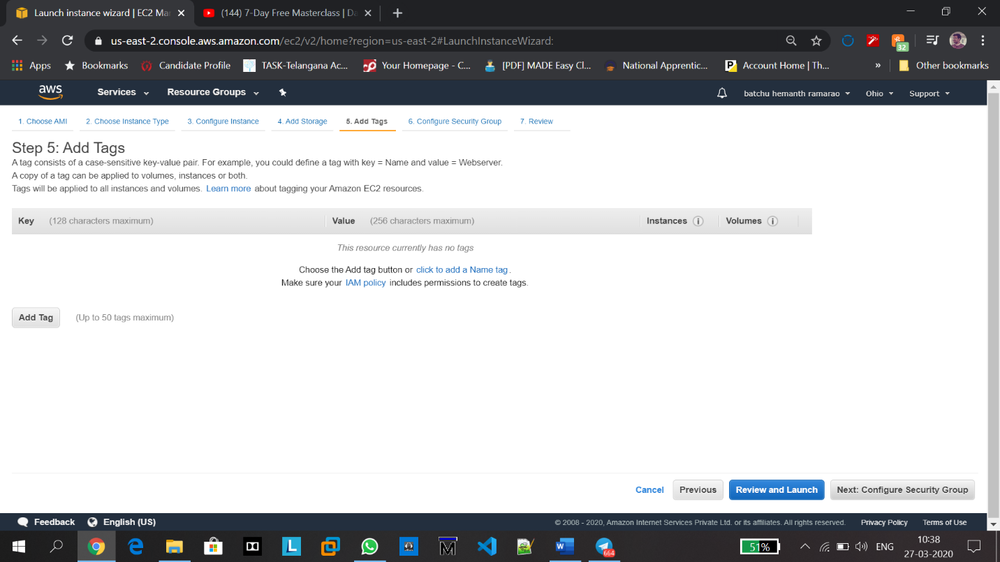 Launch instance wizard | EC2 Mar
(144) 7-Day Free Masterclass | Da
us-east-2.console.aws.amazon.com/ec2/v2/home?region=us-east-2#LaunchInstanceWizard:
32
Apps Bookmarks Candidate Profile TASK-Telangana Ac... Your Homepage - C... [PDF] MADE Easy Cl... National Apprentic... Account Home | Th... » Other bookmarks
aws Services Resource Groups batchu hemanth ramarao Ohio Support
1. Choose AMI 2. Choose Instance Type 3. Configure Instance 4. Add Storage 5. Add Tags 6. Configure Security Group 7. Review
Step 5: Add Tags
A tag consists of a case-sensitive key-value pair. For example, you could define a tag with key = Name and value = Webserver.
A copy of a tag can be applied to volumes, instances or both.
Tags will be applied to all instances and volumes. Learn more about tagging your Amazon EC2 resources.
Key (128 characters maximum) Value (256 characters maximum) Instances i Volumes i
This resource currently has no tags
Choose the Add tag button or click to add a Name tag.
Make sure your IAM policy includes permissions to create tags.
Add Tag (Up to 50 tags maximum)
Cancel Previous Review and Launch Next: Configure Security Group
Feedback English (US) © 2008 - 2020, Amazon Internet Services Private Ltd. or its affiliates. All rights reserved. Privacy Policy Terms of Use
L M W 664 51% ENG 10:38
27-03-2020